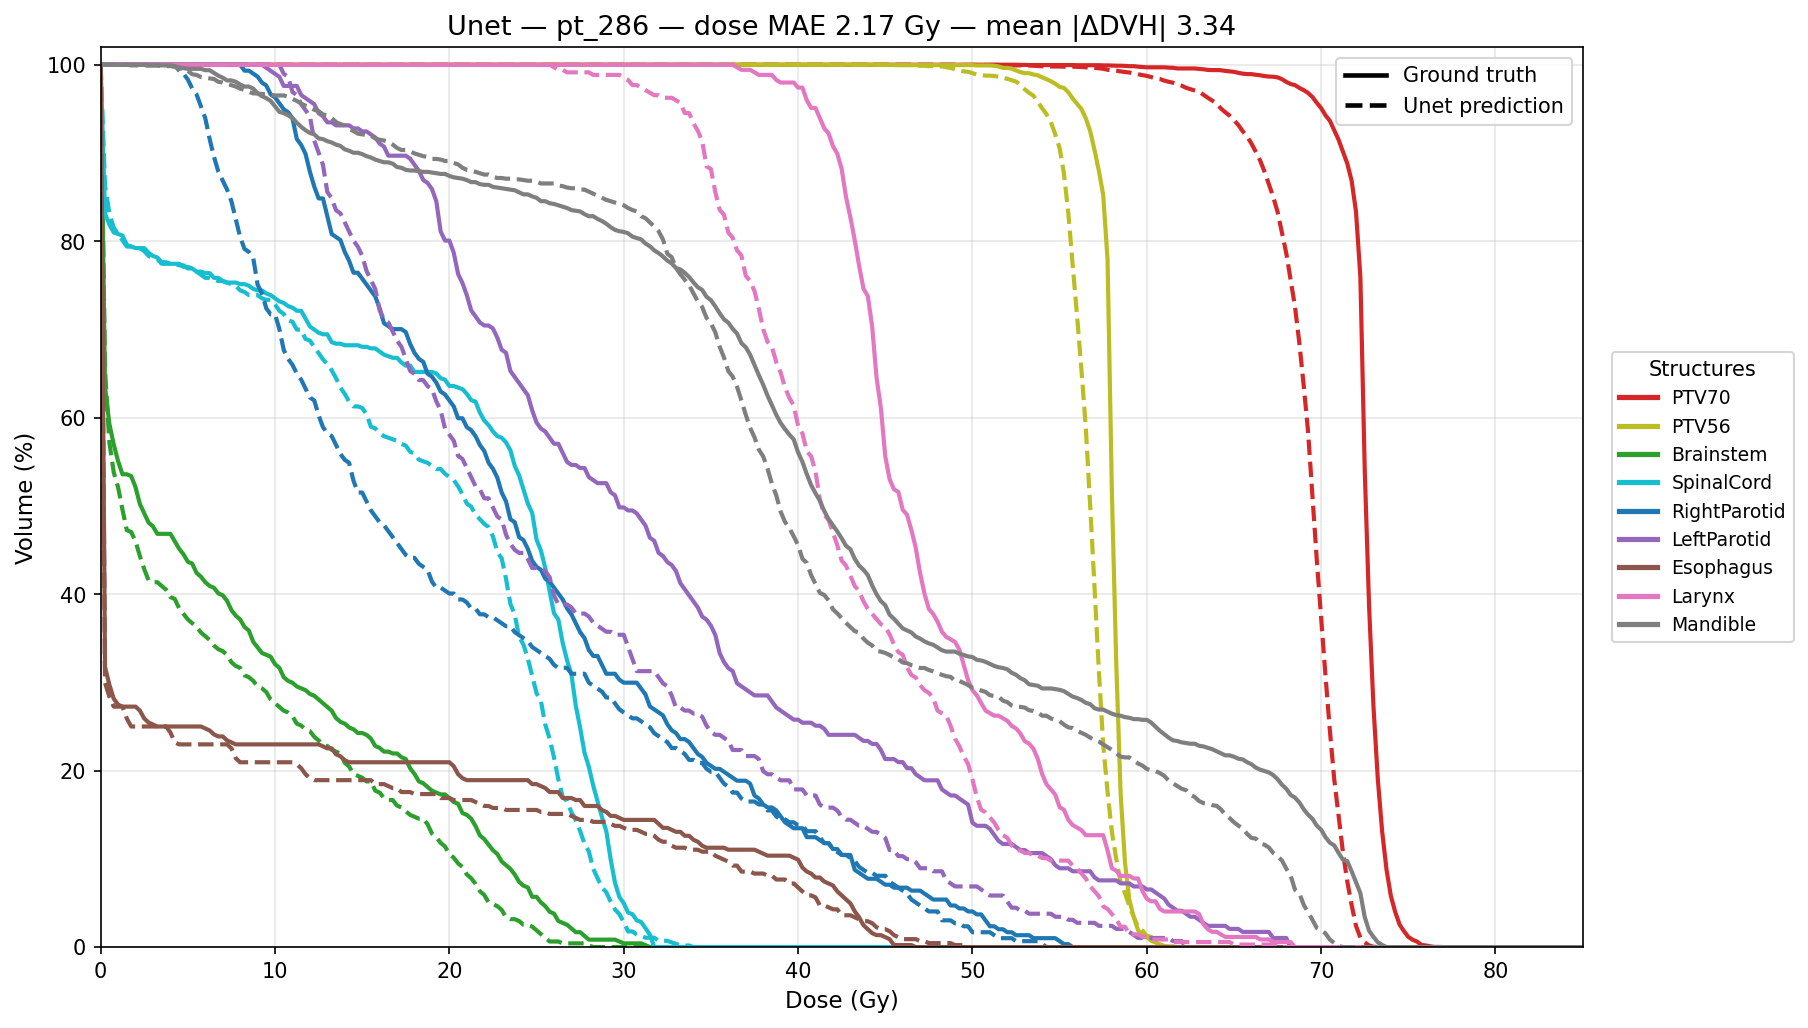 Unet — pt_286 — dose MAE 2.17 Gy — mean |ΔDVH| 3.34
Ground truth
Unet prediction
Volume (%)
100
80
60
40
20
0
0 10 20 30 40 50 60 70 80
Dose (Gy)
Structures
PTV70
PTV56
Brainstem
SpinalCord
RightParotid
LeftParotid
Esophagus
Larynx
Mandible